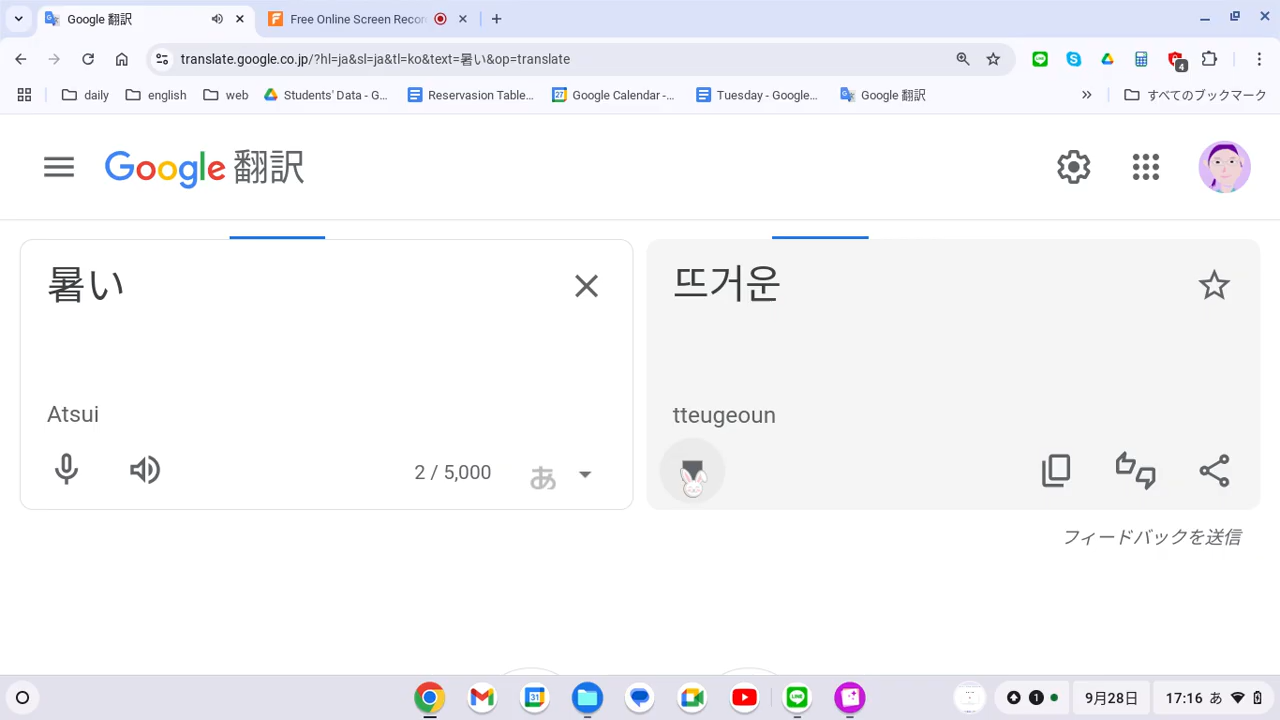 Google 翻訳
Free Online Screen Recor
translate.google.co.jp/?hl=ja&sl=ja&tl=ko&text=暑い&op=translate
4
daily
english
web
Students' Data - G...
Reservasion Table...
Google Calendar -...
Tuesday - Google...
Google 翻訳
»
すべてのブックマーク
Google 翻訳
暑い
뜨거운
Atsui
tteugeoun
2 / 5,000
あ
フィードバックを送信
31
1
9月28日
17:16 あ